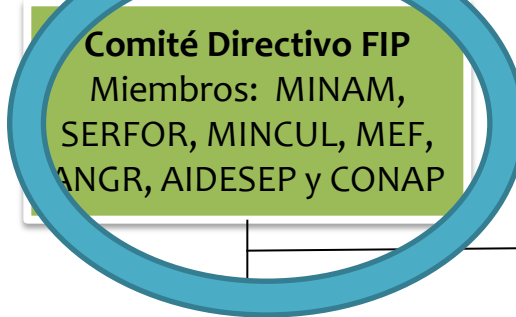 Comité Directivo FIP
Miembros: MINAM,
SERFOR, MINCUL, MEF,
ANGR, AIDESEP y CONAP